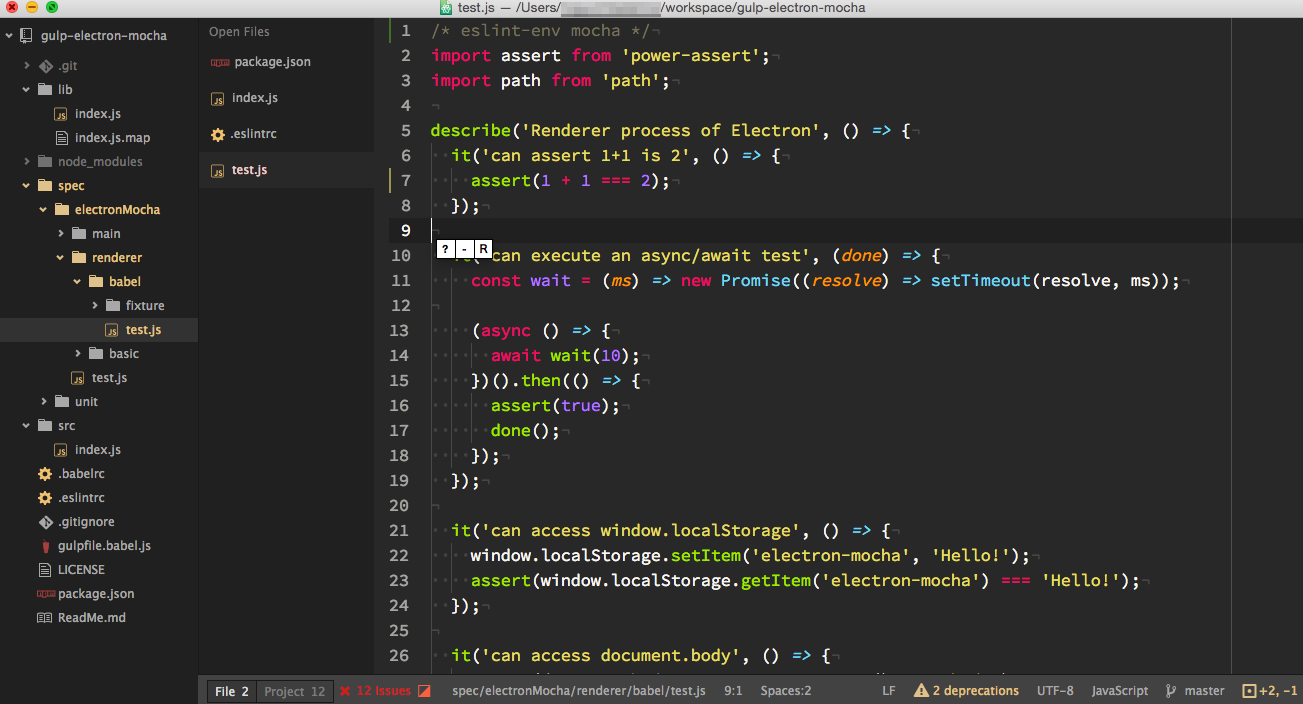 test.js — /Users/ /workspace/gulp-electron-mocha
gulp-electron-mocha
.git
lib
index.js
index.js.map
node_modules
spec
electronMocha
main
renderer
babel
fixture
test.js
basic
test.js
unit
src
index.js
.babelrc
.eslintrc
.gitignore
gulpfile.babel.js
LICENSE
package.json
ReadMe.md
Open Files
package.json
index.js
.eslintrc
test.js
1 /* eslint-env mocha */
2 import assert from 'power-assert';
3 import path from 'path';
4
5 describe('Renderer process of Electron', () => {
6 it('can assert 1+1 is 2', () => {
7 assert(1 + 1 === 2);
8 });
9
? - R
10 'can execute an async/await test', (done) => {
11 const wait = (ms) => new Promise((resolve) => setTimeout(resolve, ms));
12
13 (async () => {
14 await wait(10);
15 })().then(() => {
16 assert(true);
17 done();
18 });
19 });
20
21 it('can access window.localStorage', () => {
22 window.localStorage.setItem('electron-mocha', 'Hello!');
23 assert(window.localStorage.getItem('electron-mocha') === 'Hello!');
24 });
25
26 it('can access document.body', () => {
File 2 Project 12 12 Issues spec/electronMocha/renderer/babel/test.js 9:1 Spaces:2 LF 2 deprecations UTF-8 JavaScript master +2, -1